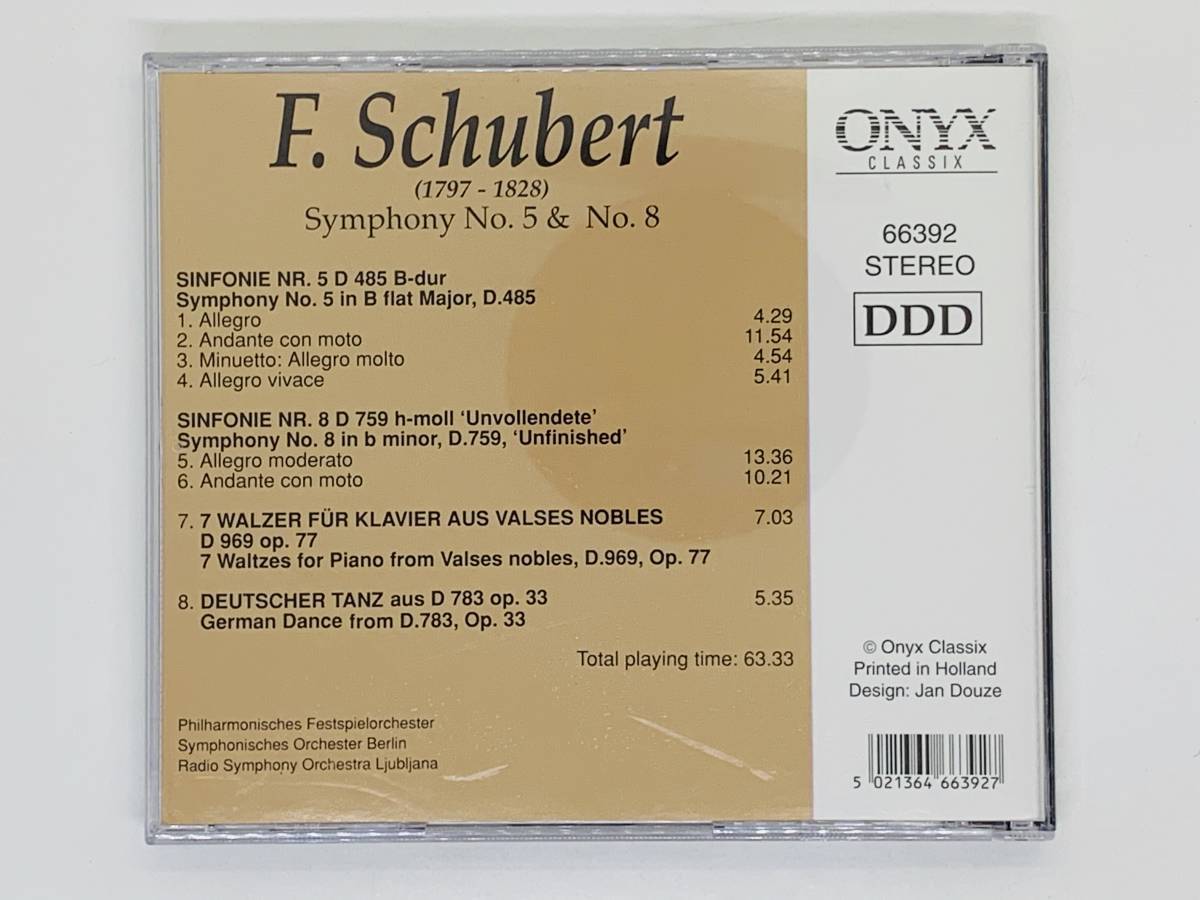 F. Schubert
(1797 - 1828)
Symphony No. 5 & No. 8
SINFONIE NR. 5 D 485 B-dur
Symphony No. 5 in B flat Major, D.485
1. Allegro 4.29
2. Andante con moto 11.54
3. Minuetto: Allegro molto 4.54
4. Allegro vivace 5.41
SINFONIE NR. 8 D 759 h-moll ‘Unvollendete’
Symphony No. 8 in b minor, D.759, ‘Unfinished’
5. Allegro moderato 13.36
6. Andante con moto 10.21
7. 7 WALZER FÜR KLAVIER AUS VALSES NOBLES 7.03
D 969 op. 77
7 Waltzes for Piano from Valses nobles, D.969, Op. 77
8. DEUTSCHER TANZ aus D 783 op. 33 5.35
German Dance from D.783, Op. 33
Total playing time: 63.33
Philharmonisches Festspielorchester
Symphonisches Orchester Berlin
Radio Symphony Orchestra Ljubljana
ONYX
CLASSIX
66392
STEREO
DDD
© Onyx Classix
Printed in Holland
Design: Jan Douze
5 021364 663927